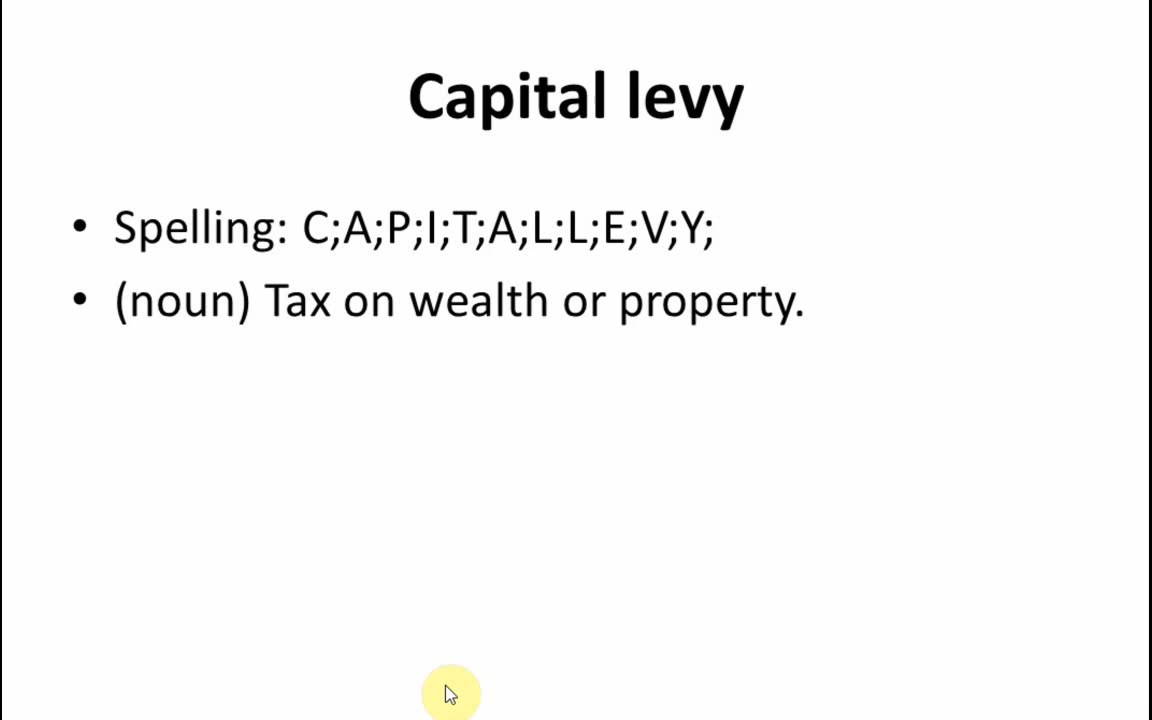 Capital levy
• Spelling: C;A;P;I;T;A;L;L;E;V;Y;
• (noun) Tax on wealth or property.